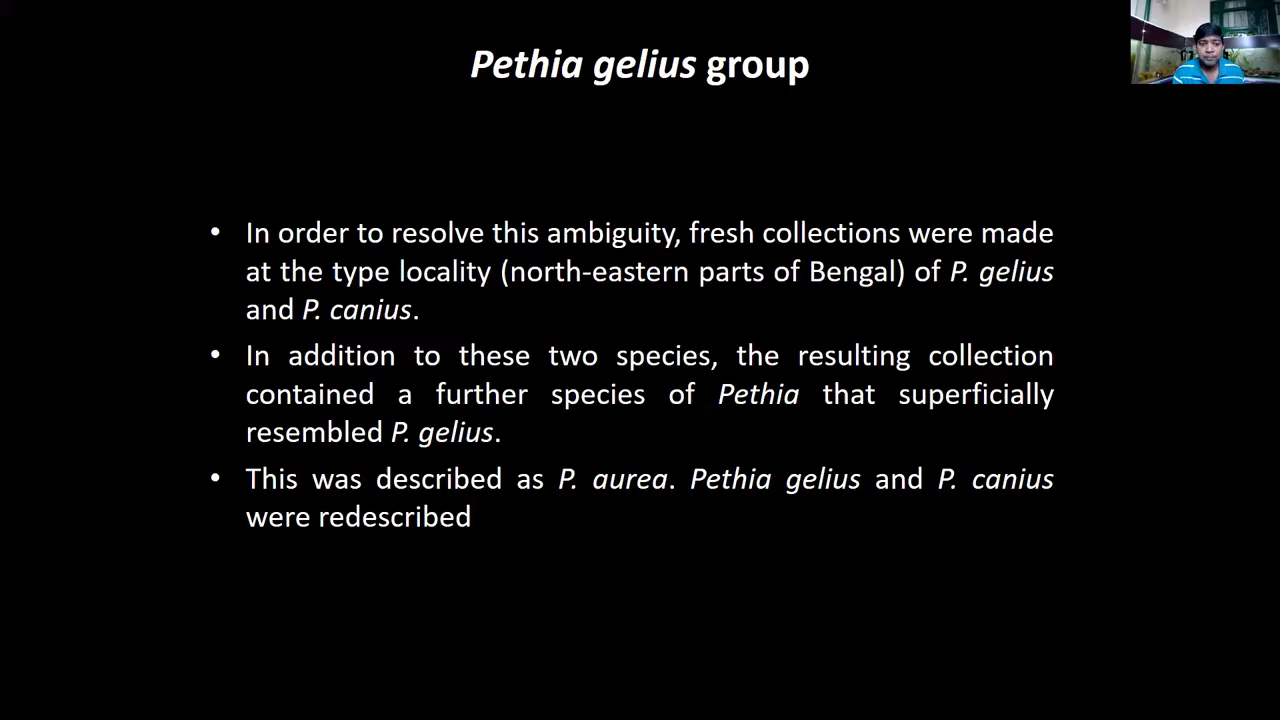 Pethia gelius group
• In order to resolve this ambiguity, fresh collections were made
at the type locality (north-eastern parts of Bengal) of P. gelius
and P. canius.
• In addition to these two species, the resulting collection
contained a further species of Pethia that superficially
resembled P. gelius.
• This was described as P. aurea. Pethia gelius and P. canius
were redescribed